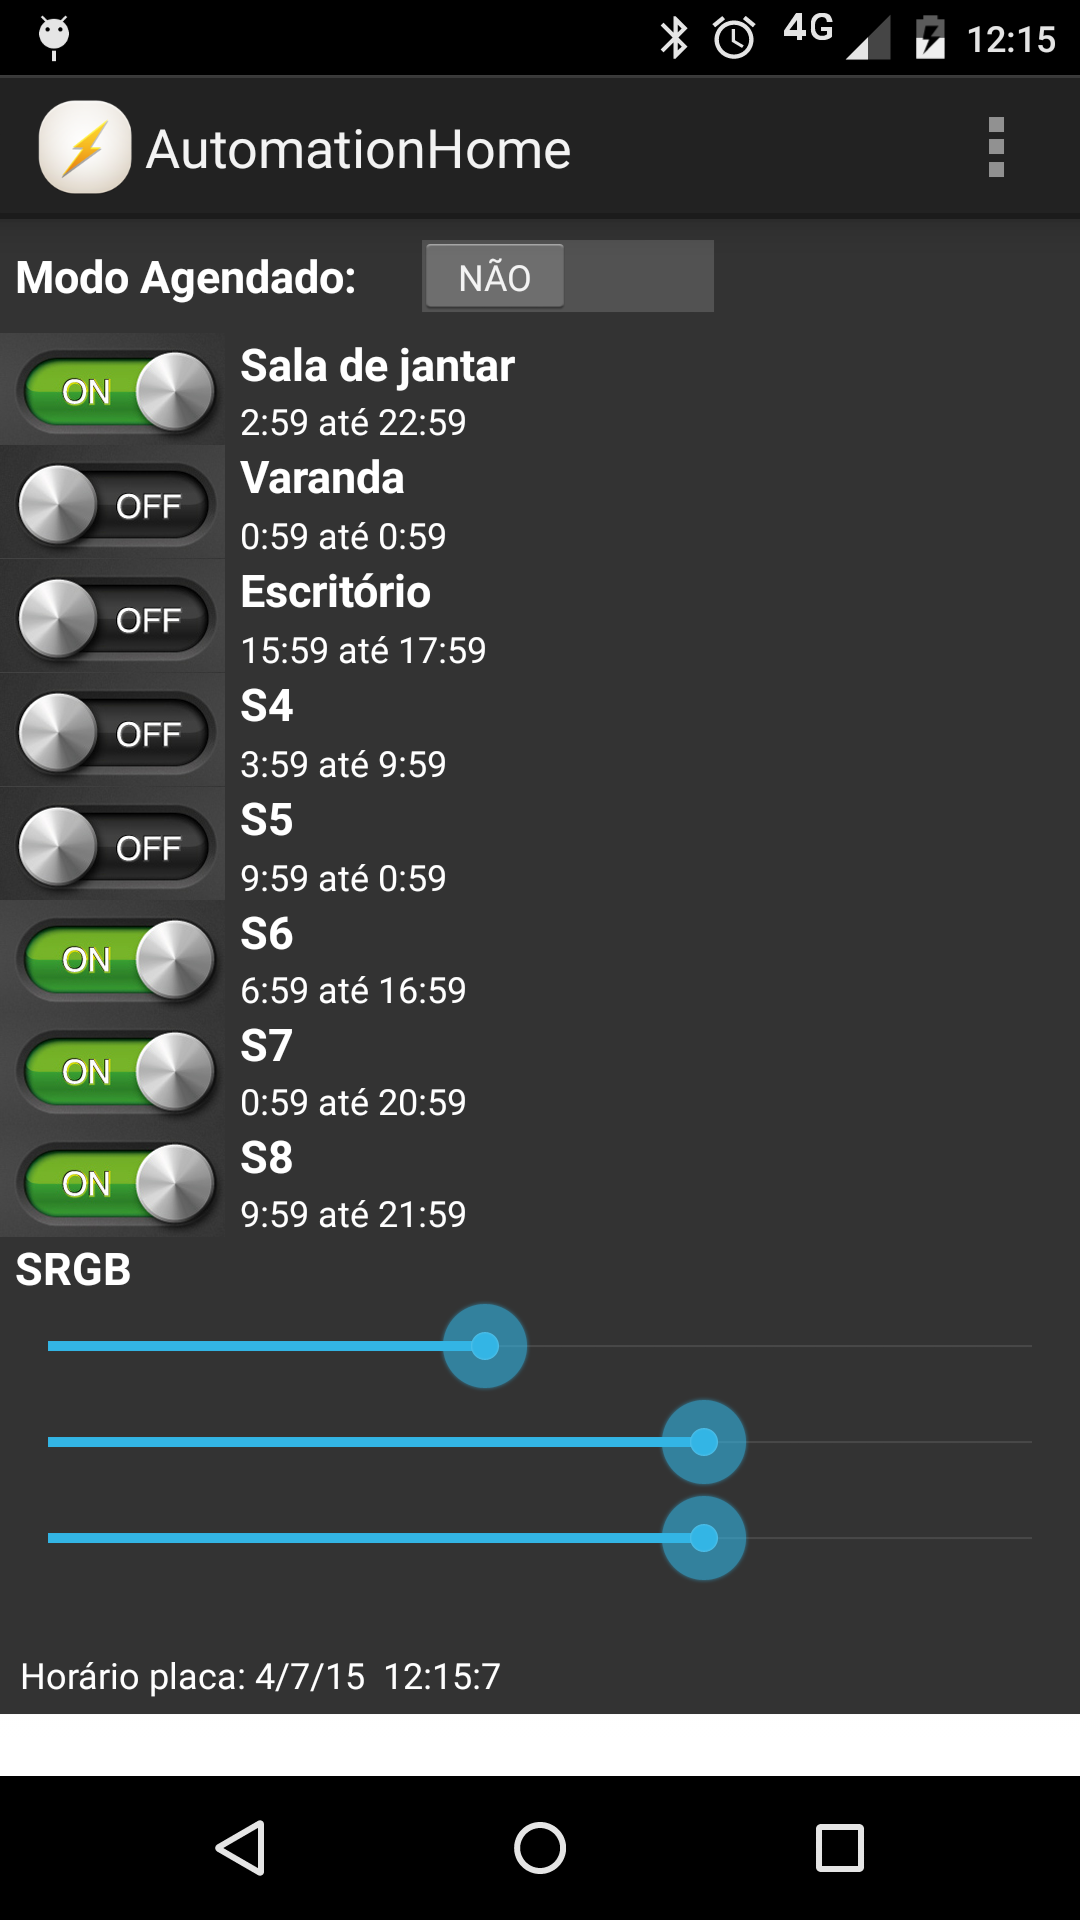 4G 12:15
AutomationHome
Modo Agendado: NÃO
ON Sala de jantar
2:59 até 22:59
OFF Varanda
0:59 até 0:59
OFF Escritório
15:59 até 17:59
OFF S4
3:59 até 9:59
OFF S5
9:59 até 0:59
ON S6
6:59 até 16:59
ON S7
0:59 até 20:59
ON S8
9:59 até 21:59
SRGB
Horário placa: 4/7/15 12:15:7